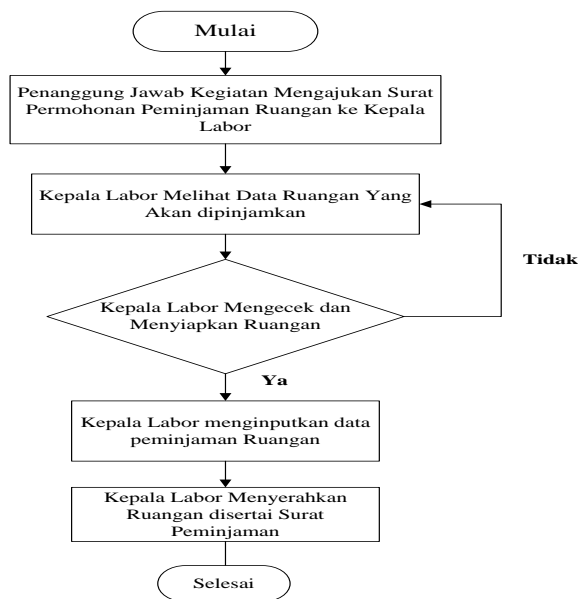 Mulai
Penanggung Jawab Kegiatan Mengajukan Surat
Permohonan Peminjaman Ruangan ke Kepala
Labor
Kepala Labor Melihat Data Ruangan Yang
Akan dipinjamkan
Tidak
Kepala Labor Mengecek dan
Menyiapkan Ruangan
Ya
Kepala Labor menginputkan data
peminjaman Ruangan
Kepala Labor Menyerahkan
Ruangan disertai Surat
Peminjaman
Selesai